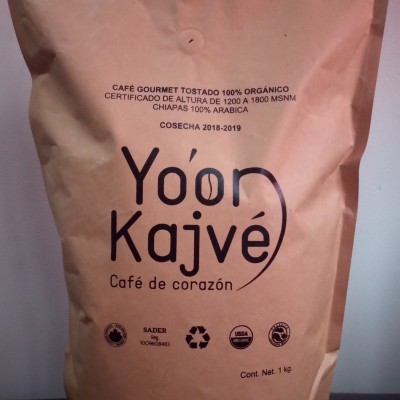 CAFÉ GOURMET TOSTADO 100% ORGÁNICO
CERTIFICADO DE ALTURA DE 1200 A 1800 MSNM
CHIAPAS 100% ARABICA
COSECHA 2018-2019
Yo'on
Kajvé
Café de corazón
SADER
USDA
ORGANIC
Cont. Net. 1 kg